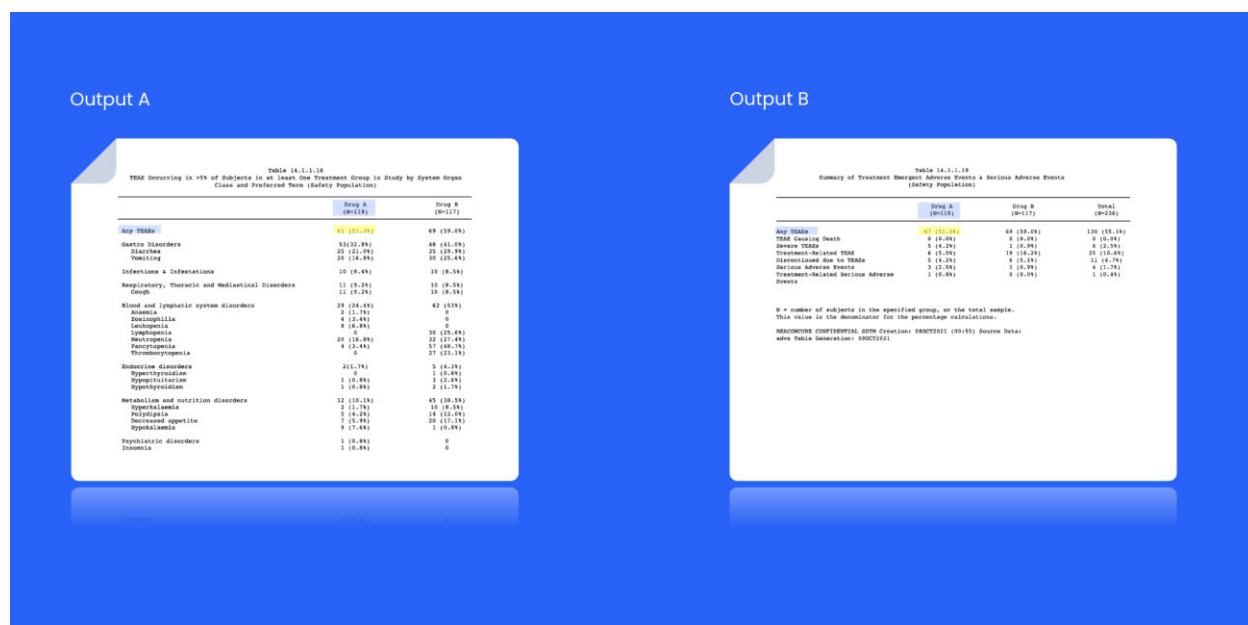 Output A
Table 14.1.1.16
TEAE Occurring in >5% of Subjects in at least One Treatment Group in Study by System Organ
Class and Preferred Term (Safety Population)
Drug A Drug B
(N=119) (N=117)
Any TEAEs 61 (51.3%) 69 (59.0%)
Gastro Disorders 53(32.8%) 48 (41.0%)
Diarrhea 25 (21.0%) 35 (29.9%)
Vomiting 20 (16.8%) 30 (25.6%)
Infections & Infestations 10 (8.4%) 10 (8.5%)
Respiratory, Thoracic and Mediastinal Disorders 11 (9.2%) 10 (8.5%)
Cough 11 (9.2%) 10 (8.5%)
Blood and lymphatic system disorders 29 (24.6%) 62 (53%)
Anaemia 2 (1.7%) 0
Eosinophilia 4 (3.4%) 0
Leukopenia 8 (6.8%) 0
Lymphopenia 0 30 (25.6%)
Neutropenia 20 (16.8%) 32 (27.4%)
Pancytopenia 4 (3.4%) 57 (48.7%)
Thrombocytopenia 0 27 (23.1%)
Endocrine disorders 2(1.7%) 5 (4.3%)
Hyperthyroidism 0 1 (0.8%)
Hypopituitarism 1 (0.8%) 3 (2.6%)
Hypothyroidism 1 (0.8%) 2 (1.7%)
Metabolism and nutrition disorders 12 (10.1%) 45 (38.5%)
Hyperkalaemia 2 (1.7%) 10 (8.5%)
Polydipsia 5 (4.2%) 14 (12.0%)
Decreased appetite 7 (5.9%) 20 (17.1%)
Hypokalaemia 9 (7.6%) 1 (0.8%)
Psychiatric disorders 1 (0.8%) 0
Insomnia 1 (0.8%) 0
Output B
Table 14.1.1.19
Summary of Treatment Emergent Adverse Events & Serious Adverse Events
(Safety Population)
Drug A Drug B Total
(N=119) (N=117) (N=236)
Any TEAEs 67 (51.3%) 69 (59.0%) 130 (55.1%)
TEAE Causing Death 0 (0.0%) 0 (0.0%) 0 (0.0%)
Severe TEAEs 5 (4.2%) 1 (0.9%) 6 (2.5%)
Treatment-Related TEAE 6 (5.0%) 19 (16.2%) 25 (10.6%)
Discontinued due to TEAEs 5 (4.2%) 6 (5.1%) 11 (4.7%)
Serious Adverse Events 3 (2.5%) 1 (0.9%) 4 (1.7%)
Treatment-Related Serious Adverse 1 (0.8%) 0 (0.0%) 1 (0.4%)
Events
N = number of subjects in the specified group, or the total sample.
This value is the denominator for the percentage calculations.
BEACONCURE CONFIDENTIAL SDTM Creation: 08OCT2021 (00:55) Source Data:
adva Table Generation: 09OCT2021